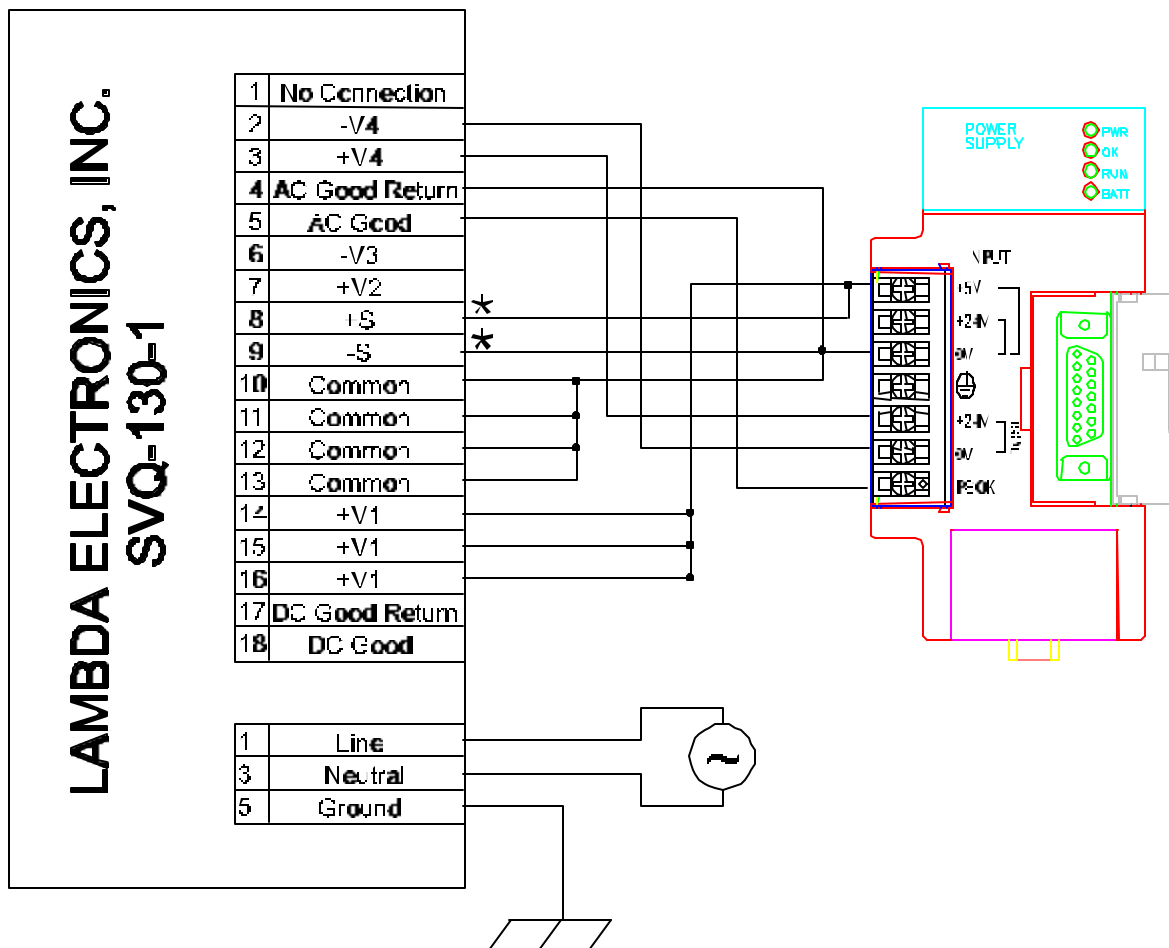 LAMBDA ELECTRONICS, INC.
SVQ-130-1
1 No Connection
2 -V4
3 +V4
4 AC Good Return
5 AC Good
6 -V3
7 +V2
8 +S *
9 -S *
10 Common
11 Common
12 Common
13 Common
14 +V1
15 +V1
16 +V1
17 DC Good Return
18 DC Good
1 Line
3 Neutral
5 Ground
POWER
SUPPLY
PWR
OK
RUN
BATT
INPUT
+5V
+24V
0V
+24V
0V